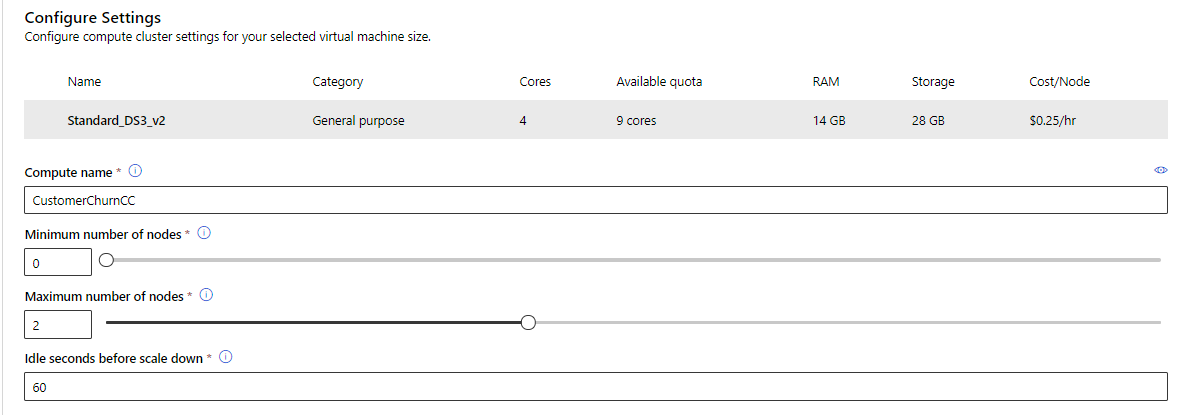 Configure Settings
Configure compute cluster settings for your selected virtual machine size.
Name Category Cores Available quota RAM Storage Cost/Node
Standard_DS3_v2 General purpose 4 9 cores 14 GB 28 GB $0.25/hr
Compute name *
CustomerChurnCC
Minimum number of nodes *
0
Maximum number of nodes *
2
Idle seconds before scale down *
60